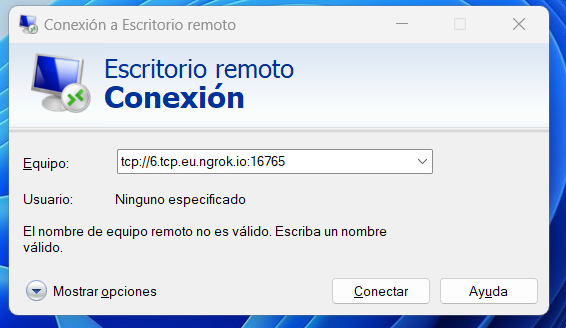 Conexión a Escritorio remoto
Escritorio remoto
Conexión
Equipo:
tcp://6.tcp.eu.ngrok.io:16765
Usuario:
Ninguno especificado
El nombre de equipo remoto no es válido. Escriba un nombre
válido.
Mostrar opciones
Conectar
Ayuda